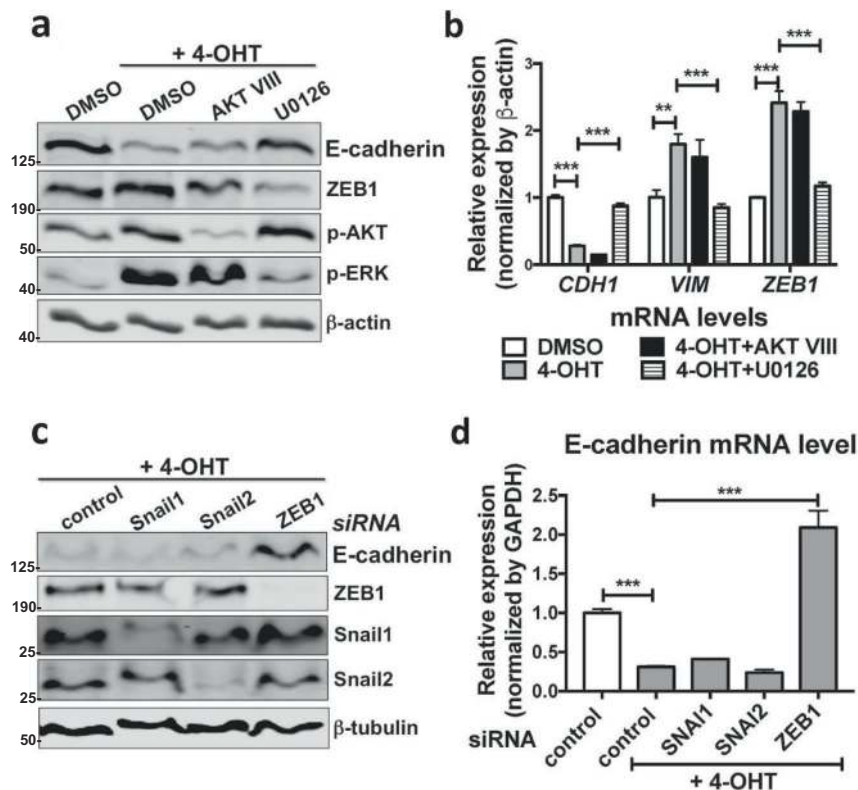 a
+ 4-OHT
DMSO DMSO AKT VIII U0126
125- E-cadherin
190- ZEB1
50- p-AKT
40- p-ERK
40- β-actin
b
Relative expression
(normalized by β-actin)
3
2
1
0
*** *** ** *** *** ***
CDH1 VIM ZEB1
mRNA levels
DMSO 4-OHT+AKT VIII
4-OHT 4-OHT+U0126
c
+ 4-OHT
control Snail1 Snail2 ZEB1 siRNA
125- E-cadherin
190- ZEB1
25- Snail1
25- Snail2
50- β-tubulin
d
E-cadherin mRNA level
Relative expression
(normalized by GAPDH)
2.5
2.0
1.5
1.0
0.5
0.0
*** ***
siRNA control control SNAI1 SNAI2 ZEB1
+ 4-OHT